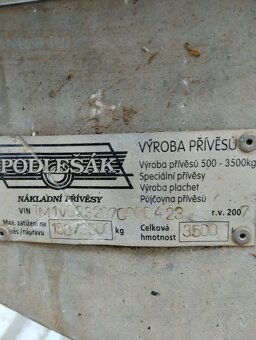 PODLEŠÁK
NÁKLADNÍ PŘÍVĚSY
VÝROBA PŘÍVĚSŮ
Výroba přívěsů 500 - 3500kg
Speciální přívěsy
Výroba plachet
Půjčovna přívěsů
VIN r.v. 2007
Max. zatížení na
kg
Celková
hmotnost 3500